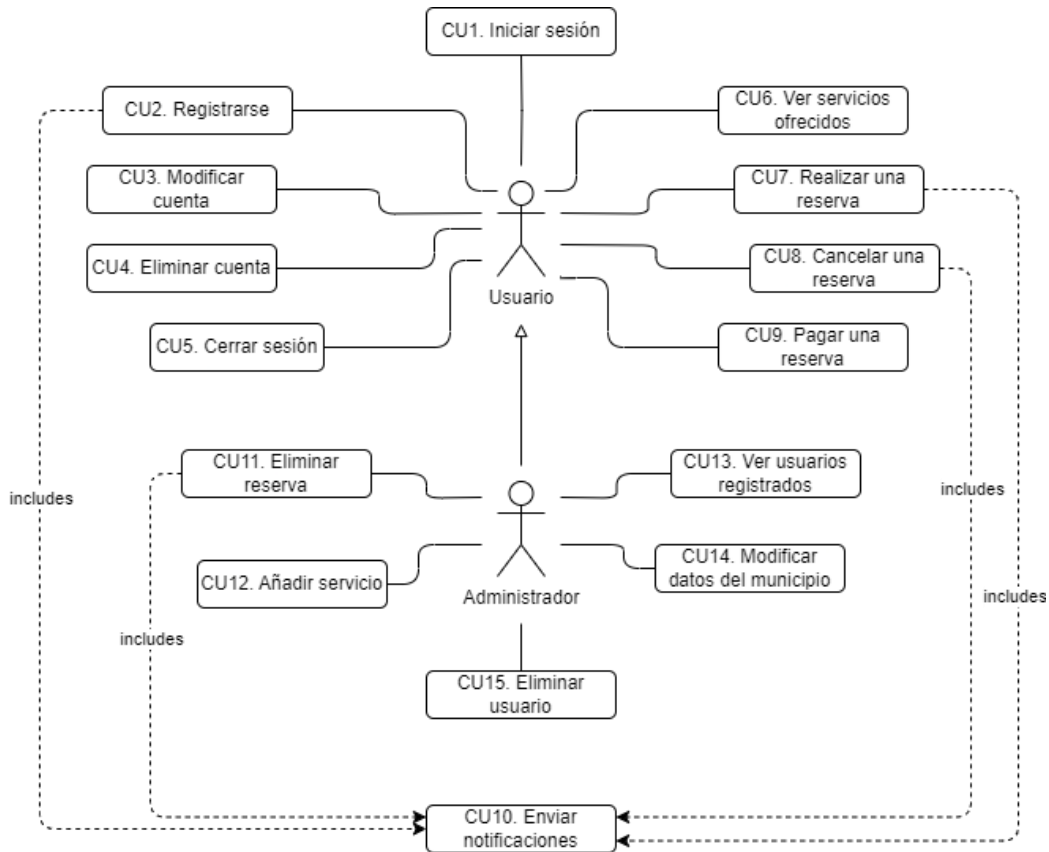 CU1. Iniciar sesión
CU2. Registrarse
CU6. Ver servicios
ofrecidos
CU3. Modificar
cuenta
CU7. Realizar una
reserva
CU4. Eliminar cuenta
CU8. Cancelar una
reserva
Usuario
CU5. Cerrar sesión
CU9. Pagar una
reserva
CU11. Eliminar
reserva
CU13. Ver usuarios
registrados
includes
includes
CU12. Añadir servicio
CU14. Modificar
datos del municipio
Administrador
includes
includes
CU15. Eliminar
usuario
CU10. Enviar
notificaciones